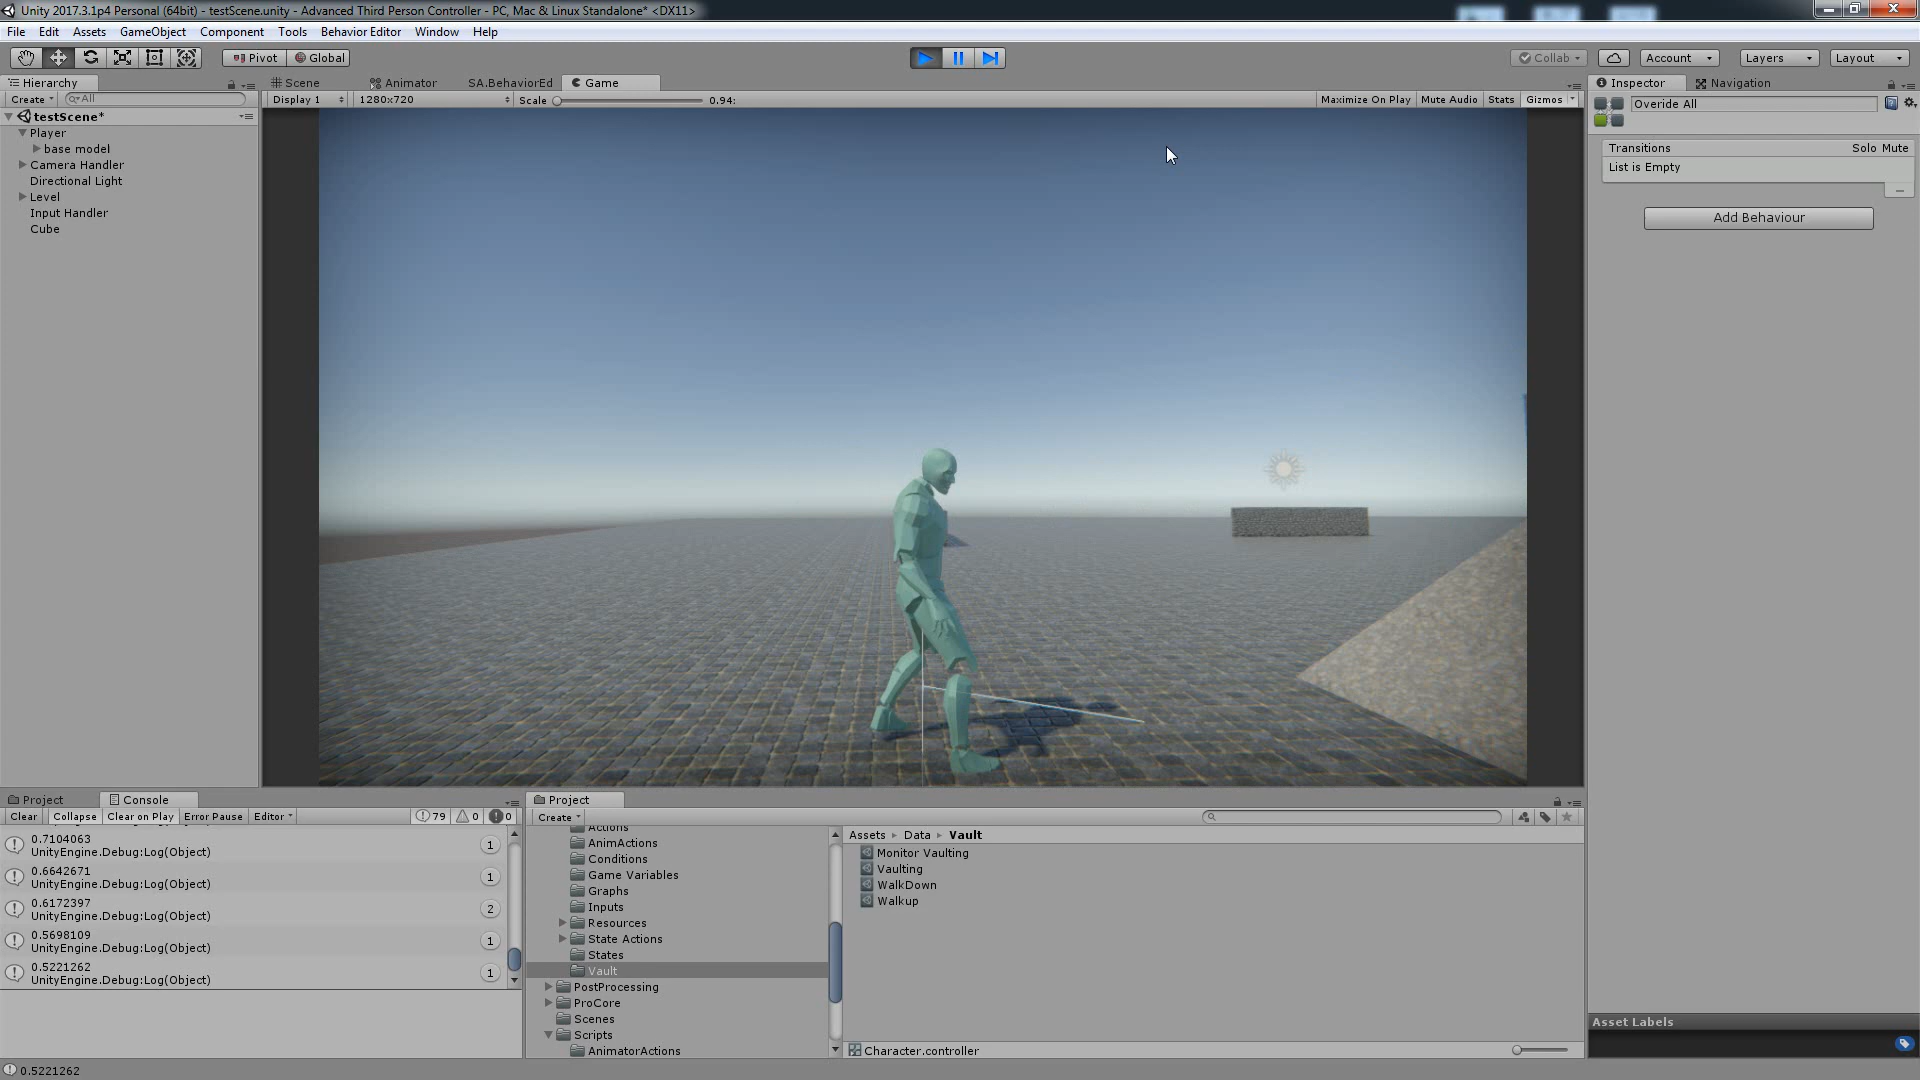 Unity 2017.3.1p4 Personal (64bit) - testScene.unity - Advanced Third Person Controller - PC, Mac & Linux Standalone* <DX11>
File Edit Assets GameObject Component Tools Behavior Editor Window Help
Pivot Global Collab Account Layers Layout
Hierarchy Scene Animator SA.BehaviorEd Game Inspector Navigation
Create All Display 1 1280x720 Scale 0.94: Maximize On Play Mute Audio Stats Gizmos Overide All
testScene*
Player
base model
Camera Handler
Directional Light
Level
Input Handler
Cube
Transitions Solo Mute
List is Empty
Add Behaviour
Project Console
Clear Collapse Clear on Play Error Pause Editor 79 0 0
0.7104063
UnityEngine.Debug:Log(Object) 1
0.6642671
UnityEngine.Debug:Log(Object) 1
0.6172397
UnityEngine.Debug:Log(Object) 2
0.5698109
UnityEngine.Debug:Log(Object) 1
0.5221262
UnityEngine.Debug:Log(Object) 1
Project
Create
Actions
AnimActions
Conditions
Game Variables
Graphs
Inputs
Resources
State Actions
States
Vault
PostProcessing
ProCore
Scenes
Scripts
AnimatorActions
Assets Data Vault
Monitor Vaulting
Vaulting
WalkDown
Walkup
Character.controller
Asset Labels
0.5221262